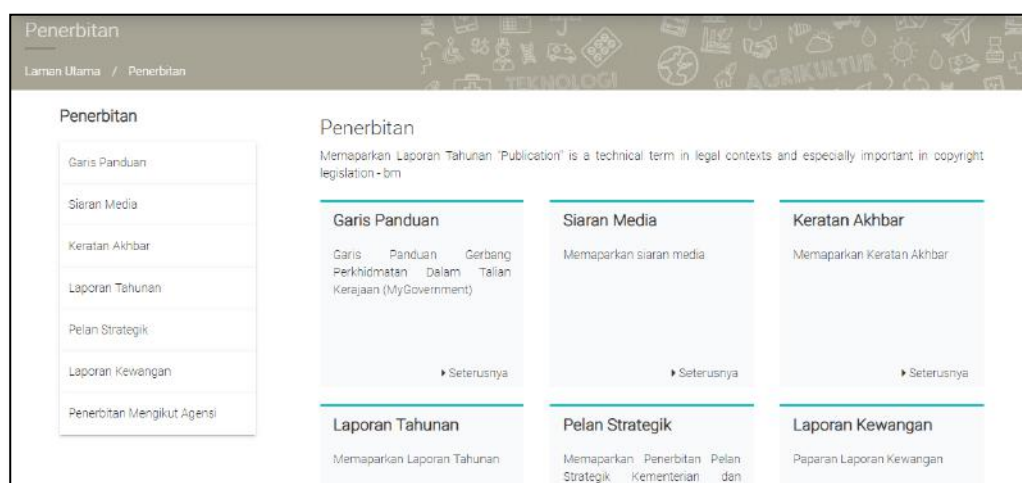 Penerbitan
Laman Utama / Penerbitan
TEKNOLOGI
AGRIKULTUR
Penerbitan
Garis Panduan
Siaran Media
Keratan Akhbar
Laporan Tahunan
Pelan Strategik
Laporan Kewangan
Penerbitan Mengikut Agensi
Penerbitan
Memaparkan Laporan Tahunan "Publication" is a technical term in legal contexts and especially important in copyright
legislation - bm
Garis Panduan
Garis Panduan Gerbang
Perkhidmatan Dalam Talian
Kerajaan (MyGovernment)
Seterusnya
Siaran Media
Memaparkan siaran media
Seterusnya
Keratan Akhbar
Memaparkan Keratan Akhbar
Seterusnya
Laporan Tahunan
Memaparkan Laporan Tahunan
Pelan Strategik
Memaparkan Penerbitan Pelan
Strategik Kementerian dan
Laporan Kewangan
Paparan Laporan Kewangan